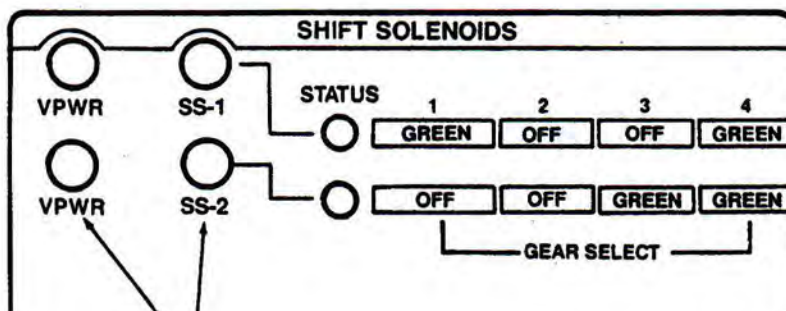 SHIFT SOLENOIDS
VPWR SS-1 STATUS 1 2 3 4
GREEN OFF OFF GREEN
VPWR SS-2 OFF OFF GREEN GREEN
GEAR SELECT